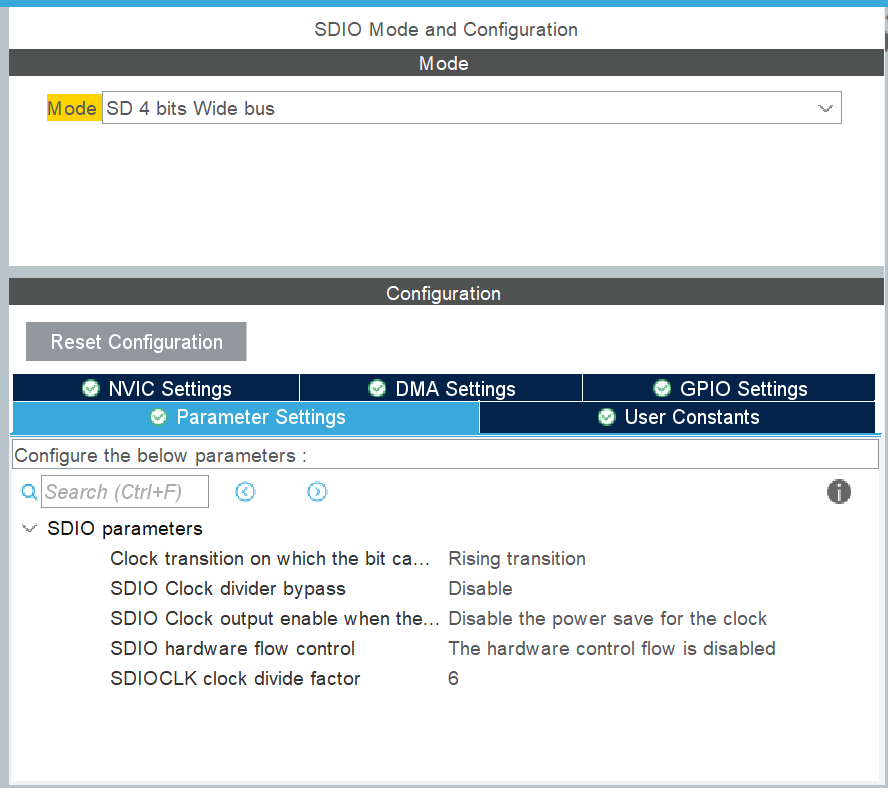 SDIO Mode and Configuration
Mode
Mode SD 4 bits Wide bus
Configuration
Reset Configuration
NVIC Settings DMA Settings GPIO Settings
Parameter Settings User Constants
Configure the below parameters :
Search (Ctrl+F)
SDIO parameters
Clock transition on which the bit ca... Rising transition
SDIO Clock divider bypass Disable
SDIO Clock output enable when the... Disable the power save for the clock
SDIO hardware flow control The hardware control flow is disabled
SDIOCLK clock divide factor 6